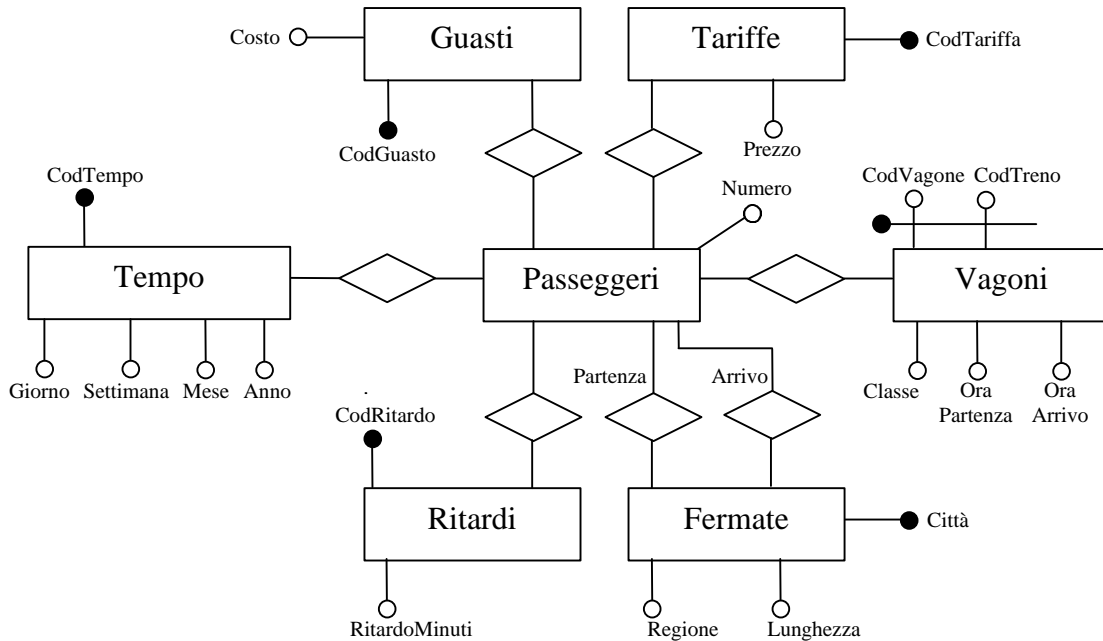 Costo
Guasti
Tariffe
CodTariffa
CodGuasto
Prezzo
CodTempo
Numero
CodVagone
CodTreno
Tempo
Passeggeri
Vagoni
Giorno
Settimana
Mese
Anno
Partenza
Arrivo
Classe
Ora
Partenza
Ora
Arrivo
.
CodRitardo
Ritardi
Fermate
Città
RitardoMinuti
Regione
Lunghezza